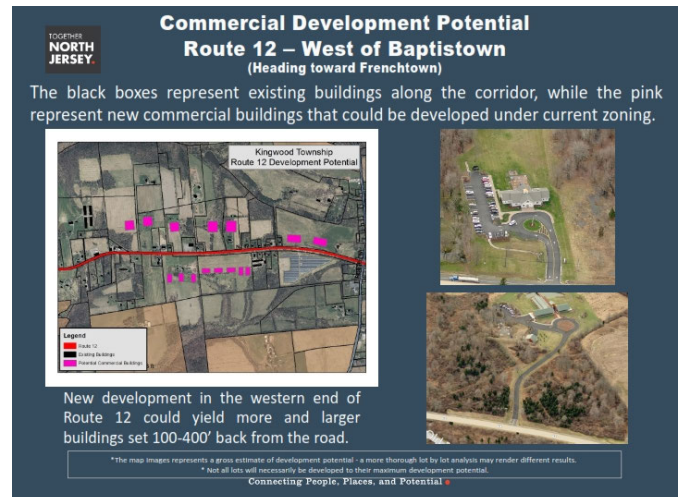 TOGETHER
NORTH
JERSEY.
Commercial Development Potential
Route 12 – West of Baptistown
(Heading toward Frenchtown)
The black boxes represent existing buildings along the corridor, while the pink
represent new commercial buildings that could be developed under current zoning.
Kingwood Township
Route 12 Development Potential
Legend
Route 12
Existing Buildings
Potential Commercial Buildings
New development in the western end of
Route 12 could yield more and larger
buildings set 100-400' back from the road.
*The map images represents a gross estimate of development potential - a more thorough lot by lot analysis may render different results.
* Not all lots will necessarily be developed to their maximum development potential.
Connecting People, Places, and Potential